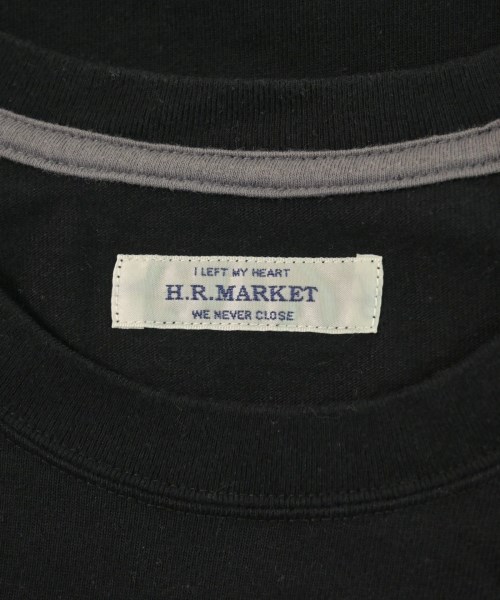 I LEFT MY HEART
H.R.MARKET
WE NEVER CLOSE